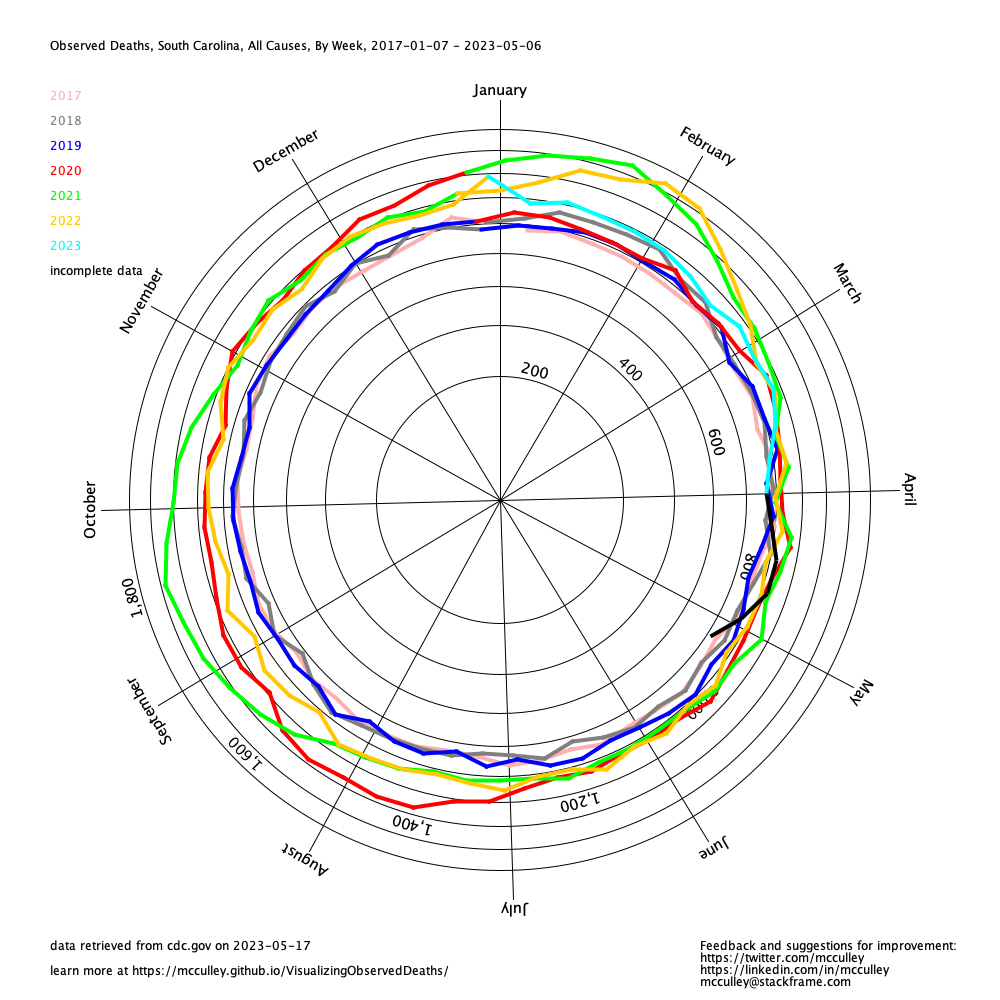 Observed Deaths, South Carolina, All Causes, By Week, 2017-01-07 - 2023-05-06
2017
2018
2019
2020
2021
2022
2023
incomplete data
January
February
March
April
May
June
July
August
September
October
November
December
200
400
600
800
1,200
1,400
1,600
1,800
data retrieved from cdc.gov on 2023-05-17
learn more at https://mcculley.github.io/VisualizingObservedDeaths/
Feedback and suggestions for improvement:
https://twitter.com/mcculley
https://linkedin.com/in/mcculley
mcculley@stackframe.com